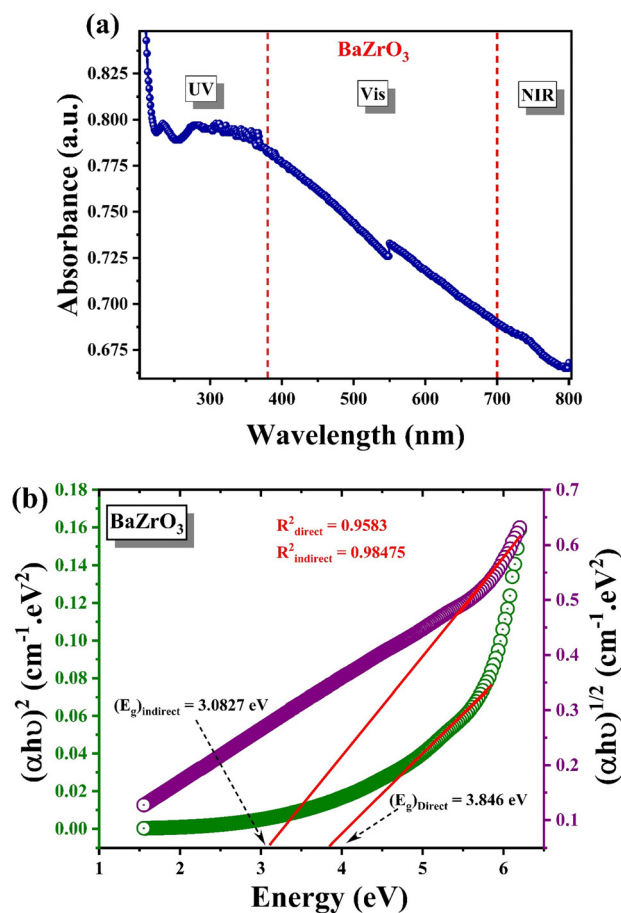 (a)
BaZrO₃
UV
Vis
NIR
0.825
0.800
0.775
0.750
0.725
0.700
0.675
Absorbance (a.u.)
300 400 500 600 700 800
Wavelength (nm)
(b)
BaZrO₃
R²direct = 0.9583
R²indirect = 0.98475
(Eg)indirect = 3.0827 eV
(Eg)Direct = 3.846 eV
0.18
0.16
0.14
0.12
0.10
0.08
0.06
0.04
0.02
0.00
(αhυ)² (cm⁻¹.eV²)
0.7
0.6
0.5
0.4
0.3
0.2
0.1
(αhυ)¹/² (cm⁻¹.eV²)
1 2 3 4 5 6
Energy (eV)